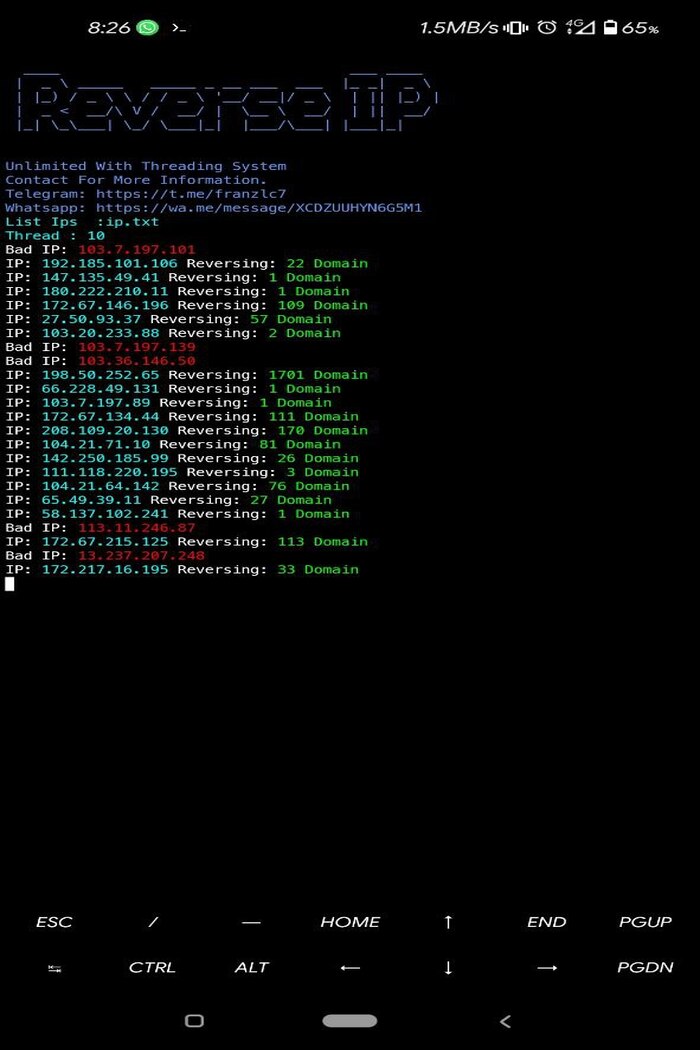 8:26 1.5MB/s 4G 65%
Reverse IP
Unlimited With Threading System
Contact For More Information.
Telegram: https://t.me/franzlc7
Whatsapp: https://wa.me/message/XCDZUUHYN6G5M1
List Ips :ip.txt
Thread : 10
Bad IP: 103.7.197.101
IP: 192.185.101.106 Reversing: 22 Domain
IP: 147.135.49.41 Reversing: 1 Domain
IP: 180.222.210.11 Reversing: 1 Domain
IP: 172.67.146.196 Reversing: 109 Domain
IP: 27.50.93.37 Reversing: 57 Domain
IP: 103.20.233.88 Reversing: 2 Domain
Bad IP: 103.7.197.139
Bad IP: 103.36.146.50
IP: 198.50.252.65 Reversing: 1701 Domain
IP: 66.228.49.131 Reversing: 1 Domain
IP: 103.7.197.89 Reversing: 1 Domain
IP: 172.67.134.44 Reversing: 111 Domain
IP: 208.109.20.130 Reversing: 170 Domain
IP: 104.21.71.10 Reversing: 81 Domain
IP: 142.250.185.99 Reversing: 26 Domain
IP: 111.118.220.195 Reversing: 3 Domain
IP: 104.21.64.142 Reversing: 76 Domain
IP: 65.49.39.11 Reversing: 27 Domain
IP: 58.137.102.241 Reversing: 1 Domain
Bad IP: 113.11.246.87
IP: 172.67.215.125 Reversing: 113 Domain
Bad IP: 13.237.207.248
IP: 172.217.16.195 Reversing: 33 Domain
ESC / — HOME ↑ END PGUP
↹ CTRL ALT ← ↓ → PGDN